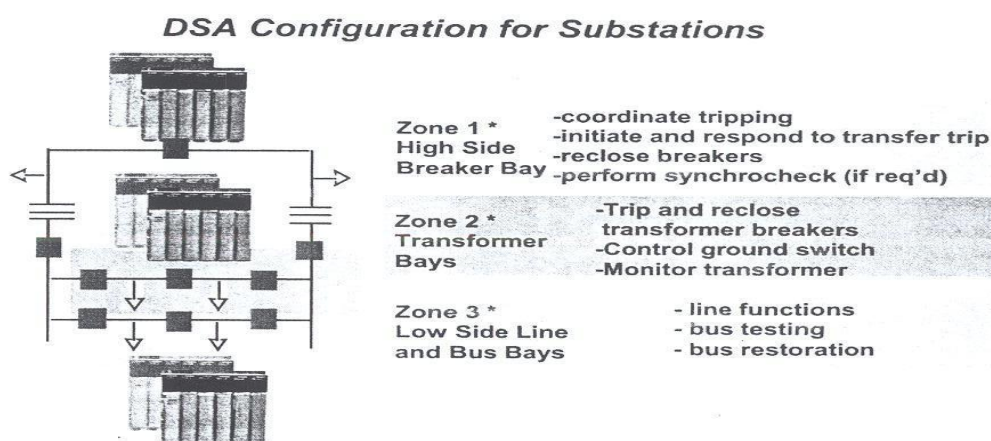 DSA Configuration for Substations
Zone 1 *
High Side
Breaker Bay
-coordinate tripping
-initiate and respond to transfer trip
-reclose breakers
-perform synchrocheck (if req'd)
Zone 2 *
Transformer
Bays
-Trip and reclose
transformer breakers
-Control ground switch
-Monitor transformer
Zone 3 *
Low Side Line
and Bus Bays
- line functions
- bus testing
- bus restoration